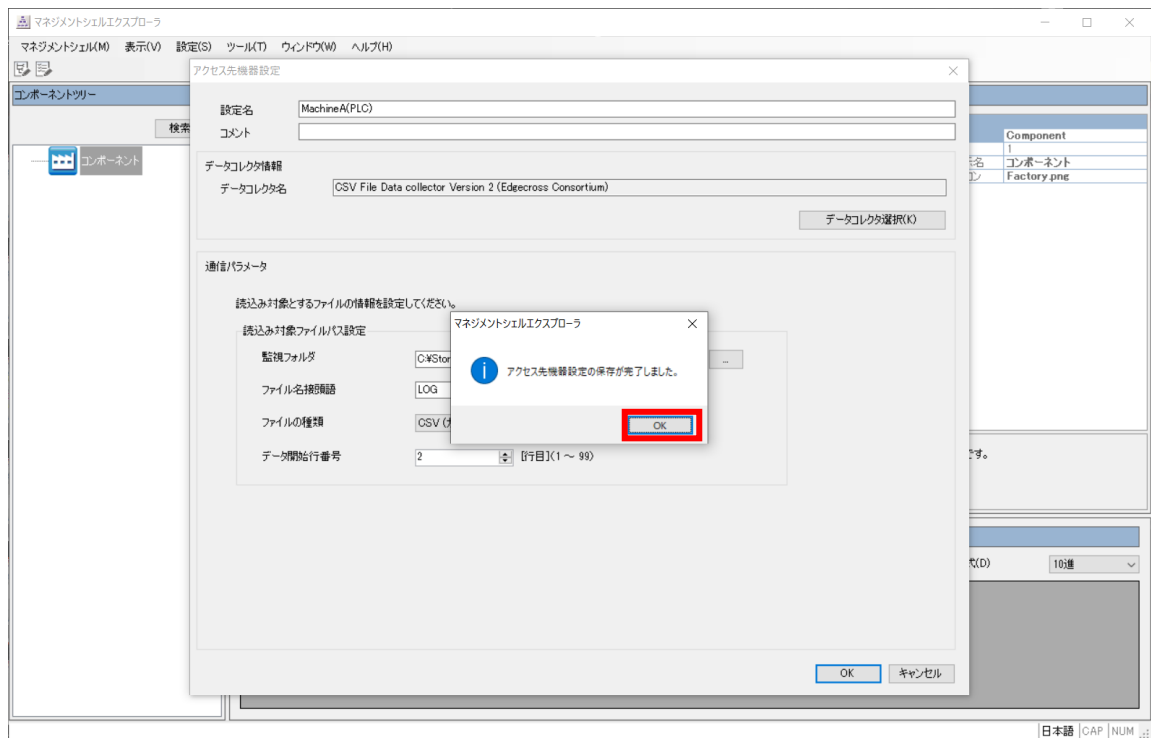 マネジメントシェルエクスプローラ
マネジメントシェル(M) 表示(V) 設定(S) ツール(T) ウィンドウ(W) ヘルプ(H)
コンポーネントツリー
検索
コンポーネント
アクセス先機器設定
設定名 MachineA(PLC)
コメント
データコレクタ情報
データコレクタ名 CSV File Data collector Version 2 (Edgecross Consortium)
データコレクタ選択(K)
通信パラメータ
読込み対象とするファイルの情報を設定してください。
読込み対象ファイルパス設定
監視フォルダ C:¥Stor ...
ファイル名接頭語 LOG
ファイルの種類 CSV (カ
データ開始行番号 2 [行目](1 ~ 99)
マネジメントシェルエクスプローラ
アクセス先機器設定の保存が完了しました。
OK
OK キャンセル
Component
1
示名 コンポーネント
コン Factory.png
です。
式(D) 10進
日本語 CAP NUM